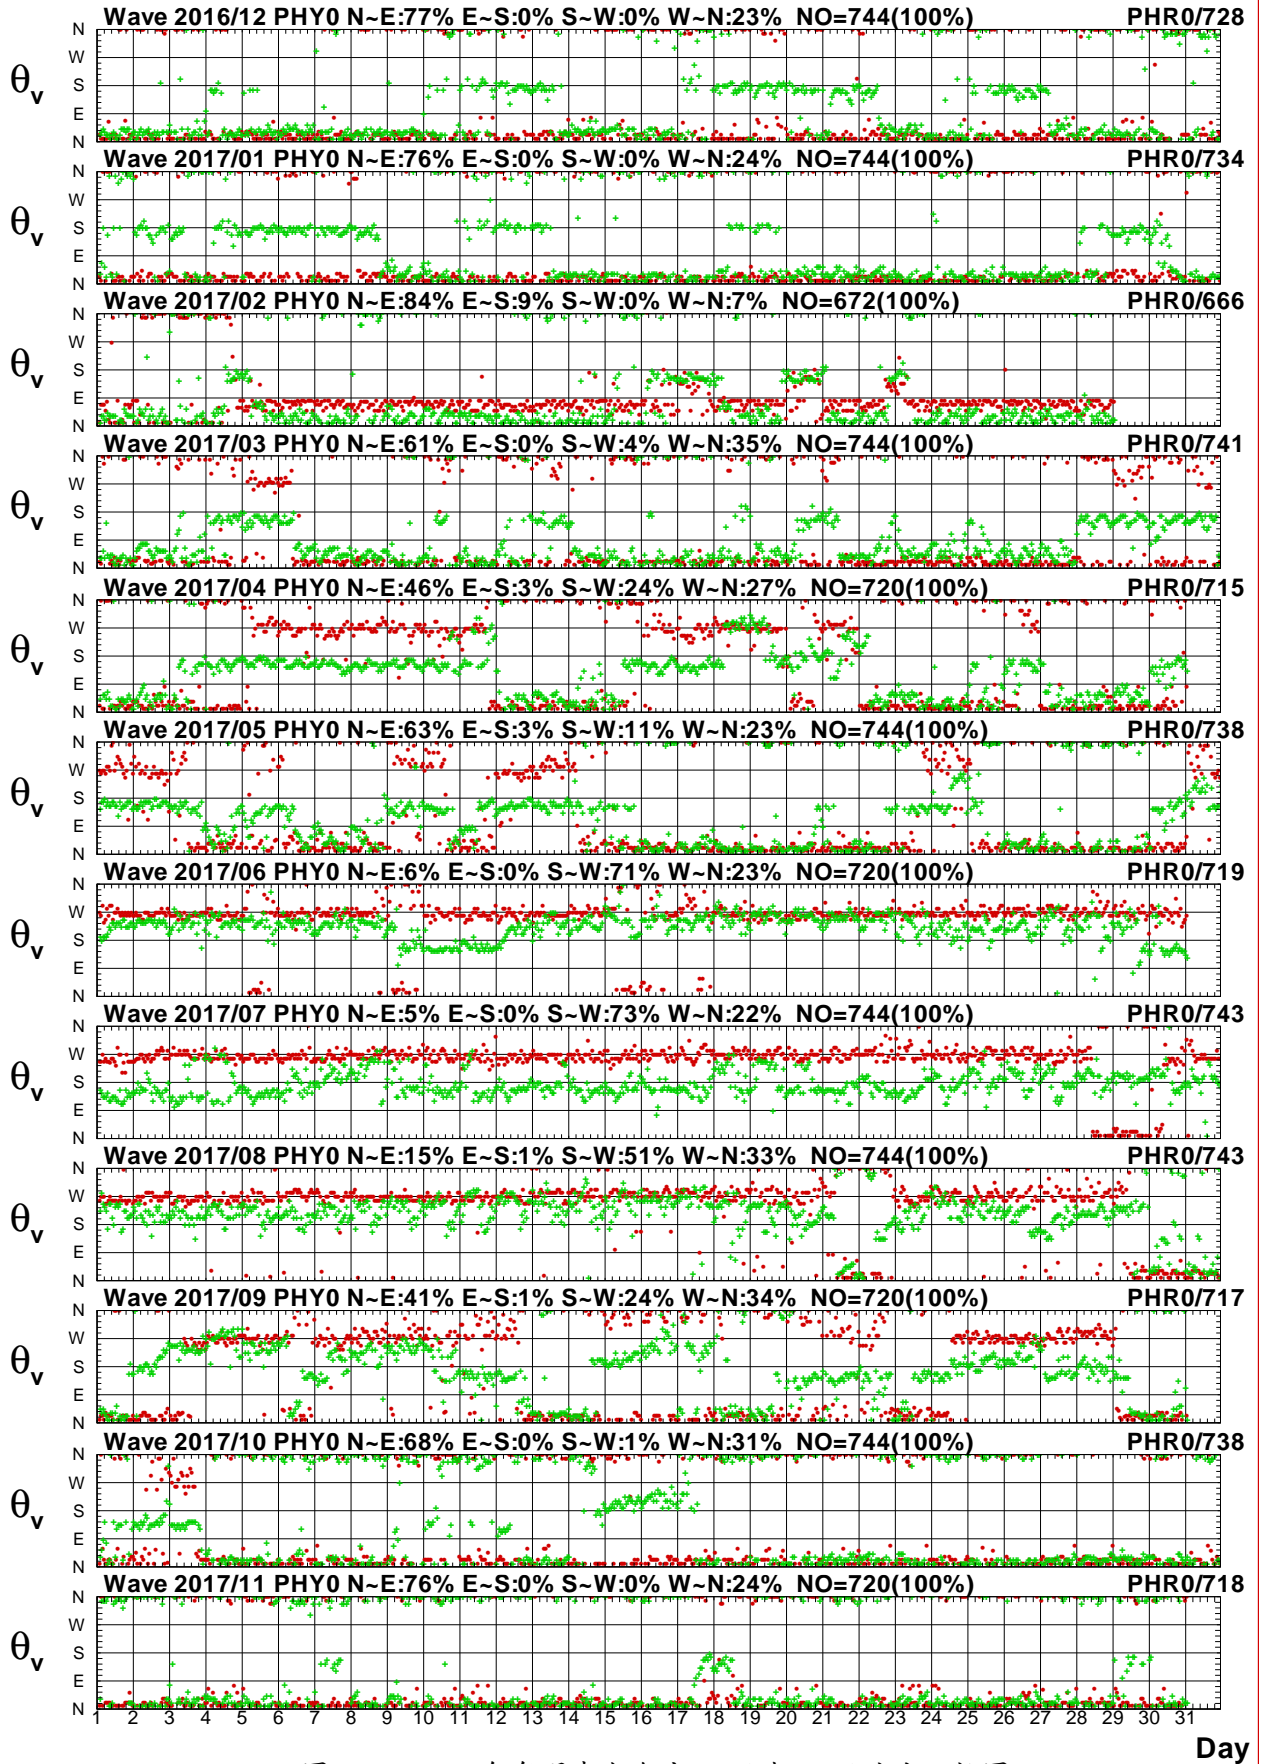 Wave 2016/12 PHY0 N~E:77% E~S:0% S~W:0% W~N:23% NO=744(100%) PHR0/728
N
W
θv S
E
N
Wave 2017/01 PHY0 N~E:76% E~S:0% S~W:0% W~N:24% NO=744(100%) PHR0/734
N
W
θv S
E
N
Wave 2017/02 PHY0 N~E:84% E~S:9% S~W:0% W~N:7% NO=672(100%) PHR0/666
N
W
θv S
E
N
Wave 2017/03 PHY0 N~E:61% E~S:0% S~W:4% W~N:35% NO=744(100%) PHR0/741
N
W
θv S
E
N
Wave 2017/04 PHY0 N~E:46% E~S:3% S~W:24% W~N:27% NO=720(100%) PHR0/715
N
W
θv S
E
N
Wave 2017/05 PHY0 N~E:63% E~S:3% S~W:11% W~N:23% NO=744(100%) PHR0/738
N
W
θv S
E
N
Wave 2017/06 PHY0 N~E:6% E~S:0% S~W:71% W~N:23% NO=720(100%) PHR0/719
N
W
θv S
E
N
Wave 2017/07 PHY0 N~E:5% E~S:0% S~W:73% W~N:22% NO=744(100%) PHR0/743
N
W
θv S
E
N
Wave 2017/08 PHY0 N~E:15% E~S:1% S~W:51% W~N:33% NO=744(100%) PHR0/743
N
W
θv S
E
N
Wave 2017/09 PHY0 N~E:41% E~S:1% S~W:24% W~N:34% NO=720(100%) PHR0/717
N
W
θv S
E
N
Wave 2017/10 PHY0 N~E:68% E~S:0% S~W:1% W~N:31% NO=744(100%) PHR0/738
N
W
θv S
E
N
Wave 2017/11 PHY0 N~E:76% E~S:0% S~W:0% W~N:24% NO=720(100%) PHR0/718
N
W
θv S
E
N
1 2 3 4 5 6 7 8 9 10 11 12 13 14 15 16 17 18 19 20 21 22 23 24 25 26 27 28 29 30 31
Day